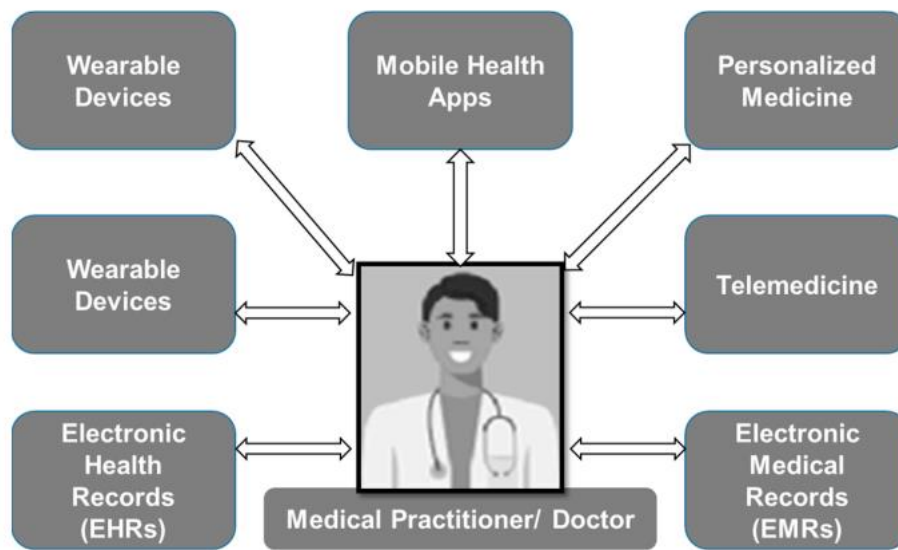 Wearable
Devices
Mobile Health
Apps
Personalized
Medicine
Wearable
Devices
Telemedicine
Electronic
Health
Records
(EHRs)
Electronic
Medical
Records
(EMRs)
Medical Practitioner/ Doctor